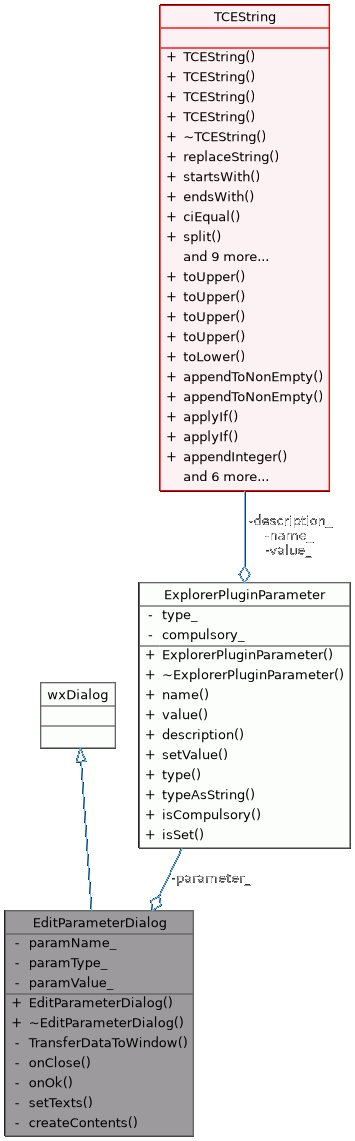 TCEString
+ TCEString()
+ TCEString()
+ TCEString()
+ TCEString()
+ ~TCEString()
+ replaceString()
+ startsWith()
+ endsWith()
+ ciEqual()
+ split()
and 9 more...
+ toUpper()
+ toUpper()
+ toUpper()
+ toUpper()
+ toLower()
+ appendToNonEmpty()
+ appendToNonEmpty()
+ applyIf()
+ applyIf()
+ appendInteger()
and 6 more...
-description_
-name_
-value_
ExplorerPluginParameter
- type_
- compulsory_
+ ExplorerPluginParameter()
+ ~ExplorerPluginParameter()
+ name()
+ value()
+ description()
+ setValue()
+ type()
+ typeAsString()
+ isCompulsory()
+ isSet()
wxDialog
-parameter_
EditParameterDialog
- paramName_
- paramType_
- paramValue_
+ EditParameterDialog()
+ ~EditParameterDialog()
- TransferDataToWindow()
- onClose()
- onOk()
- setTexts()
- createContents()